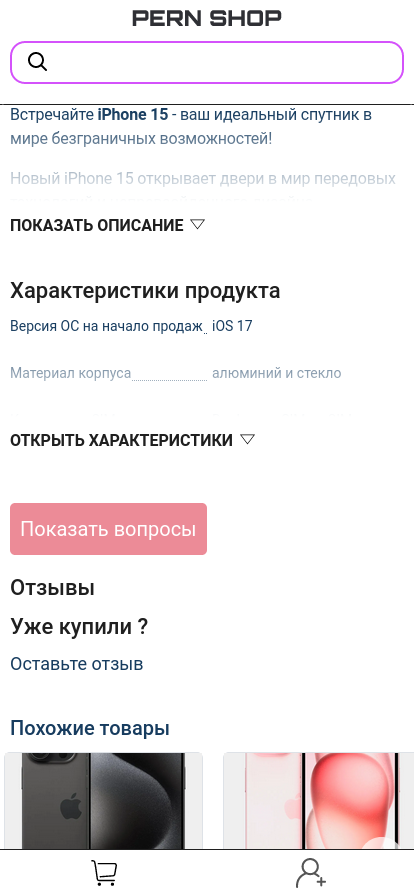 PERN SHOP
Встречайте iPhone 15 - ваш идеальный спутник в
мире безграничных возможностей!
Новый iPhone 15 открывает двери в мир передовых
ПОКАЗАТЬ ОПИСАНИЕ
Характеристики продукта
Версия ОС на начало продаж iOS 17
Материал корпуса алюминий и стекло
ОТКРЫТЬ ХАРАКТЕРИСТИКИ
Показать вопросы
Отзывы
Уже купили ?
Оставьте отзыв
Похожие товары